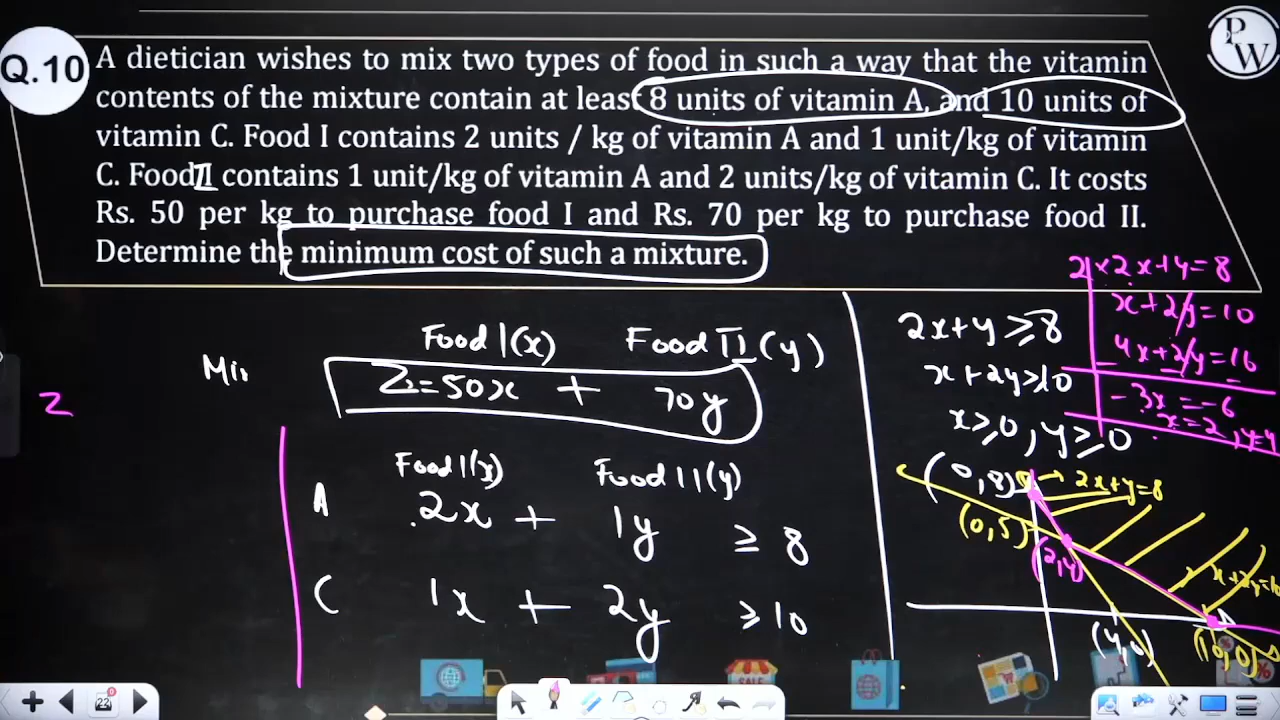 Q.10
A dietician wishes to mix two types of food in such a way that the vitamin
contents of the mixture contain at least 8 units of vitamin A, and 10 units of
vitamin C. Food I contains 2 units / kg of vitamin A and 1 unit/kg of vitamin
C. Food II contains 1 unit/kg of vitamin A and 2 units/kg of vitamin C. It costs
Rs. 50 per kg to purchase food I and Rs. 70 per kg to purchase food II.
Determine the minimum cost of such a mixture.
PW
Food I(x) Food II(y)
Min
Z=50x + 70y
Z
Food I(x) Food II(y)
A 2x + 1y ≥ 8
C 1x + 2y ≥ 10
2x+y ≥ 8
x+2y ≥ 10
x ≥ 0, y ≥ 0
2 × 2x+y=8
x+2y=10
4x+2y=16
-3x=-6
x=2, y=4
(0,8) → 2x+y=8
(0,5)
(2,4)
x+2y=10
(4,0)
(10,0)
22
SALE